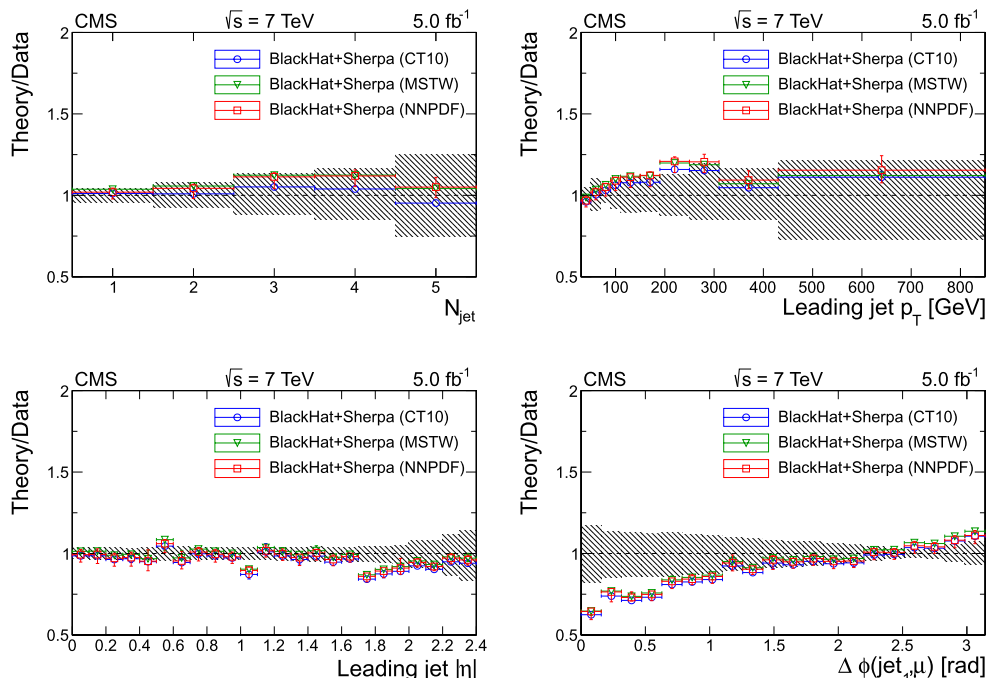 CMS √s = 7 TeV 5.0 fb⁻¹
2
BlackHat+Sherpa (CT10)
BlackHat+Sherpa (MSTW)
1.5
BlackHat+Sherpa (NNPDF)
1
0.5
1 2 3 4 5
Theory/Data
N_jet
CMS √s = 7 TeV 5.0 fb⁻¹
2
BlackHat+Sherpa (CT10)
BlackHat+Sherpa (MSTW)
1.5
BlackHat+Sherpa (NNPDF)
1
0.5
100 200 300 400 500 600 700 800
Theory/Data
Leading jet p_T [GeV]
CMS √s = 7 TeV 5.0 fb⁻¹
2
BlackHat+Sherpa (CT10)
BlackHat+Sherpa (MSTW)
1.5
BlackHat+Sherpa (NNPDF)
1
0.5
0 0.2 0.4 0.6 0.8 1 1.2 1.4 1.6 1.8 2 2.2 2.4
Theory/Data
Leading jet |η|
CMS √s = 7 TeV 5.0 fb⁻¹
2
BlackHat+Sherpa (CT10)
BlackHat+Sherpa (MSTW)
1.5
BlackHat+Sherpa (NNPDF)
1
0.5
0 0.5 1 1.5 2 2.5 3
Theory/Data
Δ ϕ(jet₁,μ) [rad]